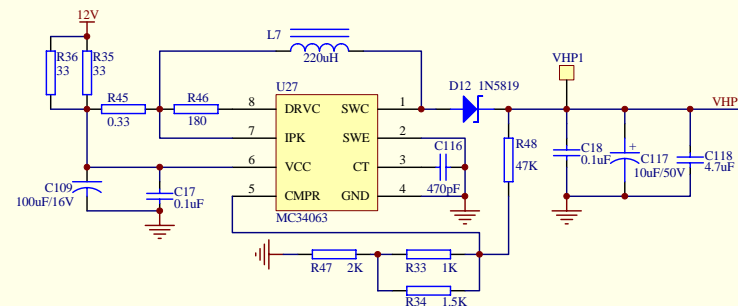 12V
L7
R36
33
R35
33
220uH
VHP1
U27
D12 1N5819
R45
0.33
R46
180
8 DRVC SWC 1
VHP
7 IPK SWE 2
R48
47K
C116
470pF
C18
0.1uF
C117
10uF/50V
C118
4.7uF
6 VCC CT 3
C109
100uF/16V
C17
0.1uF
5 CMPR GND 4
MC34063
R47 2K
R33 1K
R34 1.5K
+